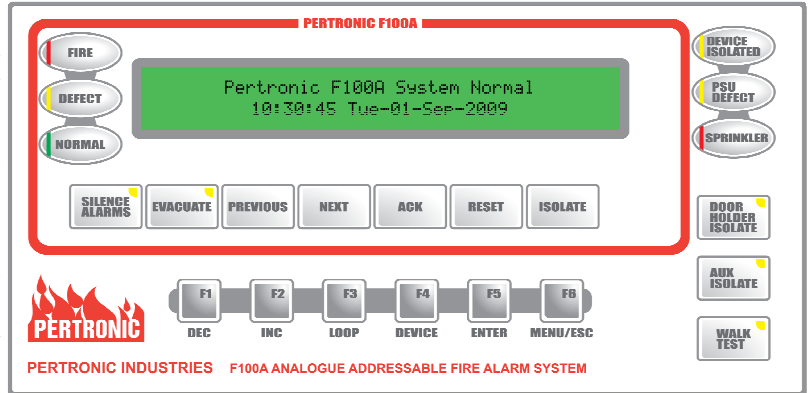 PERTRONIC F100A
FIRE
DEFECT
NORMAL
Pertronic F100A System Normal
10:30:45 Tue-01-Sep-2009
DEVICE
ISOLATED
PSU
DEFECT
SPRINKLER
SILENCE
ALARMS
EVACUATE
PREVIOUS
NEXT
ACK
RESET
ISOLATE
DOOR
HOLDER
ISOLATE
AUX
ISOLATE
WALK
TEST
F1
F2
F3
F4
F5
F6
DEC
INC
LOOP
DEVICE
ENTER
MENU/ESC
PERTRONIC
PERTRONIC INDUSTRIES
F100A ANALOGUE ADDRESSABLE FIRE ALARM SYSTEM